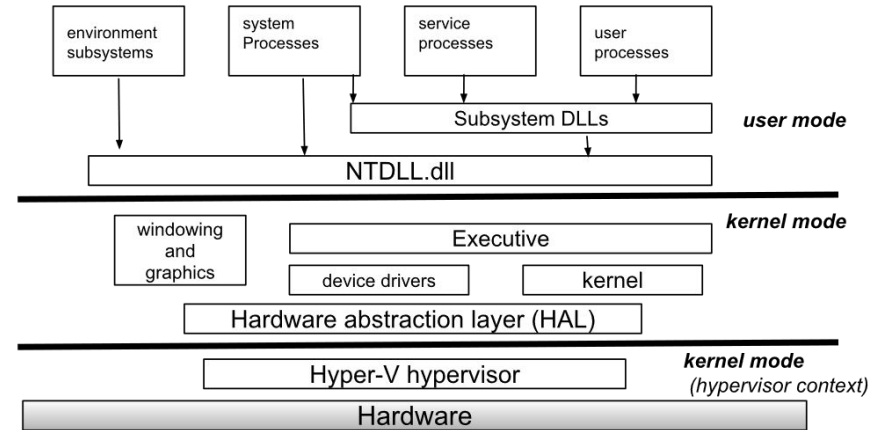 environment
subsystems
system
Processes
service
processes
user
processes
Subsystem DLLs
user mode
NTDLL.dll
kernel mode
windowing
and
graphics
Executive
device drivers
kernel
Hardware abstraction layer (HAL)
kernel mode
(hypervisor context)
Hyper-V hypervisor
Hardware